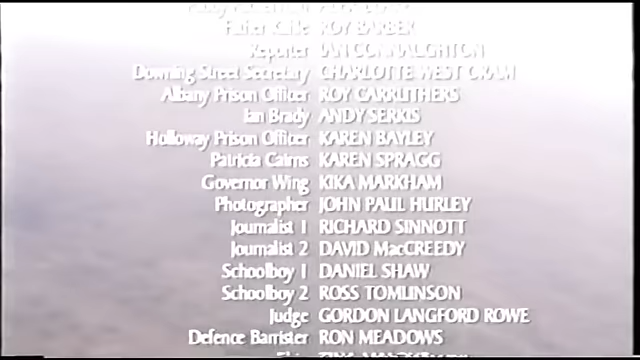 Father Kahle ROY BARBER
Reporter IAN CONNAUGHTON
Downing Street Secretary CHARLOTTE WEST ORAM
Albany Prison Officer ROY CARRUTHERS
Ian Brady ANDY SERKIS
Holloway Prison Officer KAREN BAYLEY
Patricia Cairns KAREN SPRAGG
Governor Wing KIKA MARKHAM
Photographer JOHN PAUL HURLEY
Journalist 1 RICHARD SINNOTT
Journalist 2 DAVID MacCREEDY
Schoolboy 1 DANIEL SHAW
Schoolboy 2 ROSS TOMLINSON
Judge GORDON LANGFORD ROWE
Defence Barrister RON MEADOWS